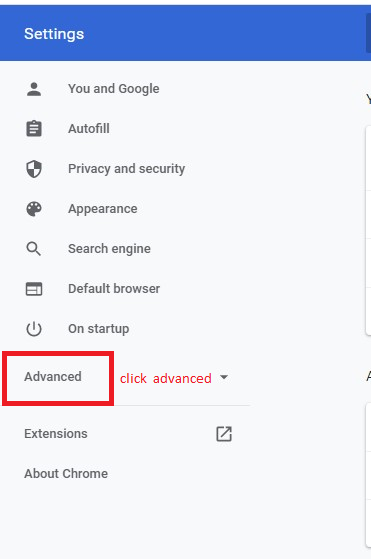 Settings
You and Google
Autofill
Privacy and security
Appearance
Search engine
Default browser
On startup
Advanced click advanced
Extensions
About Chrome